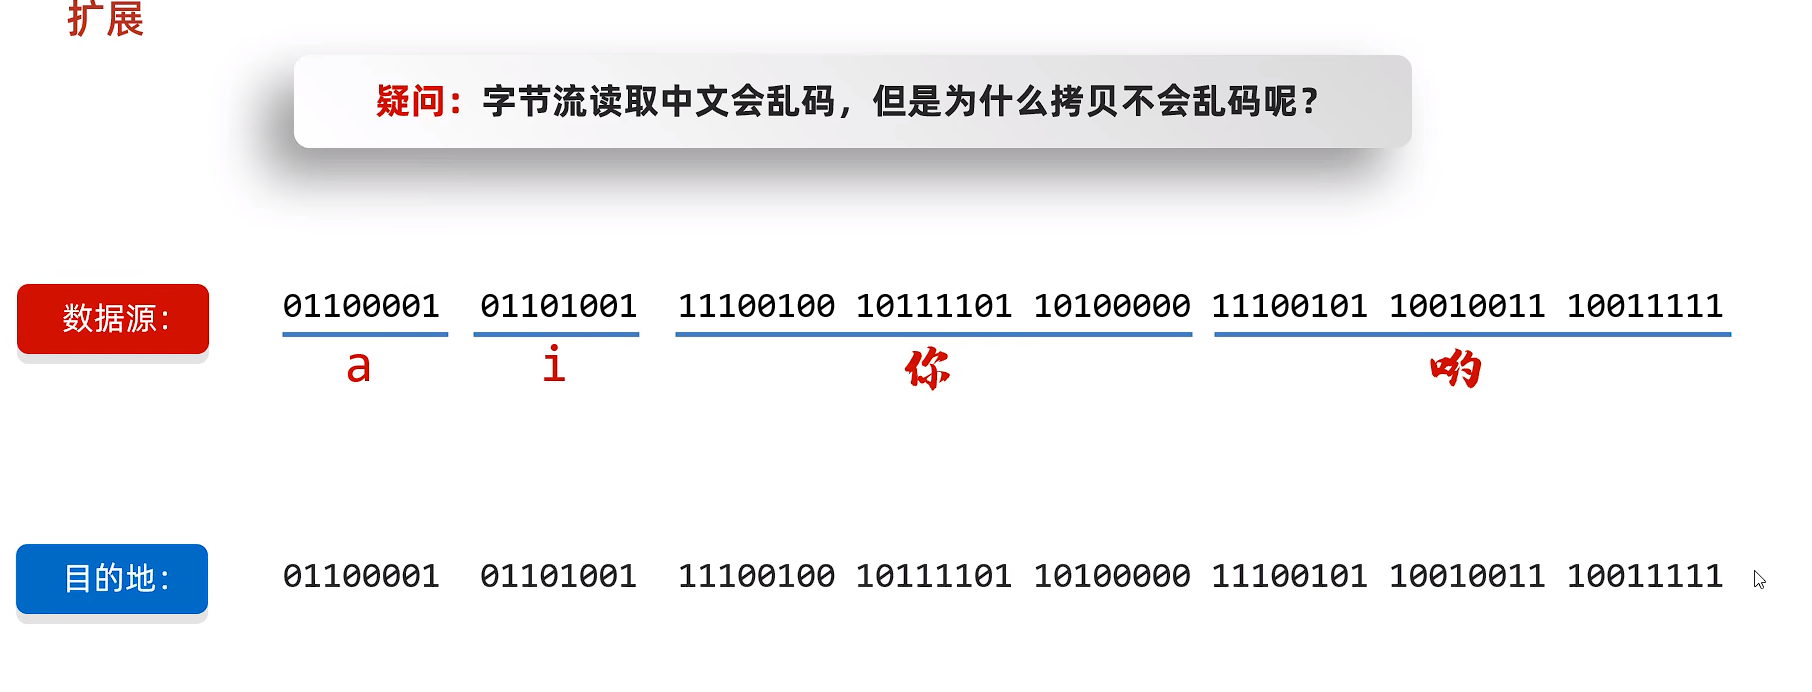 扩展
疑问：字节流读取中文会乱码，但是为什么拷贝不会乱码呢？
数据源： 01100001 01101001 11100100 10111101 10100000 11100101 10010011 10011111
a i 你 哟
目的地： 01100001 01101001 11100100 10111101 10100000 11100101 10010011 10011111